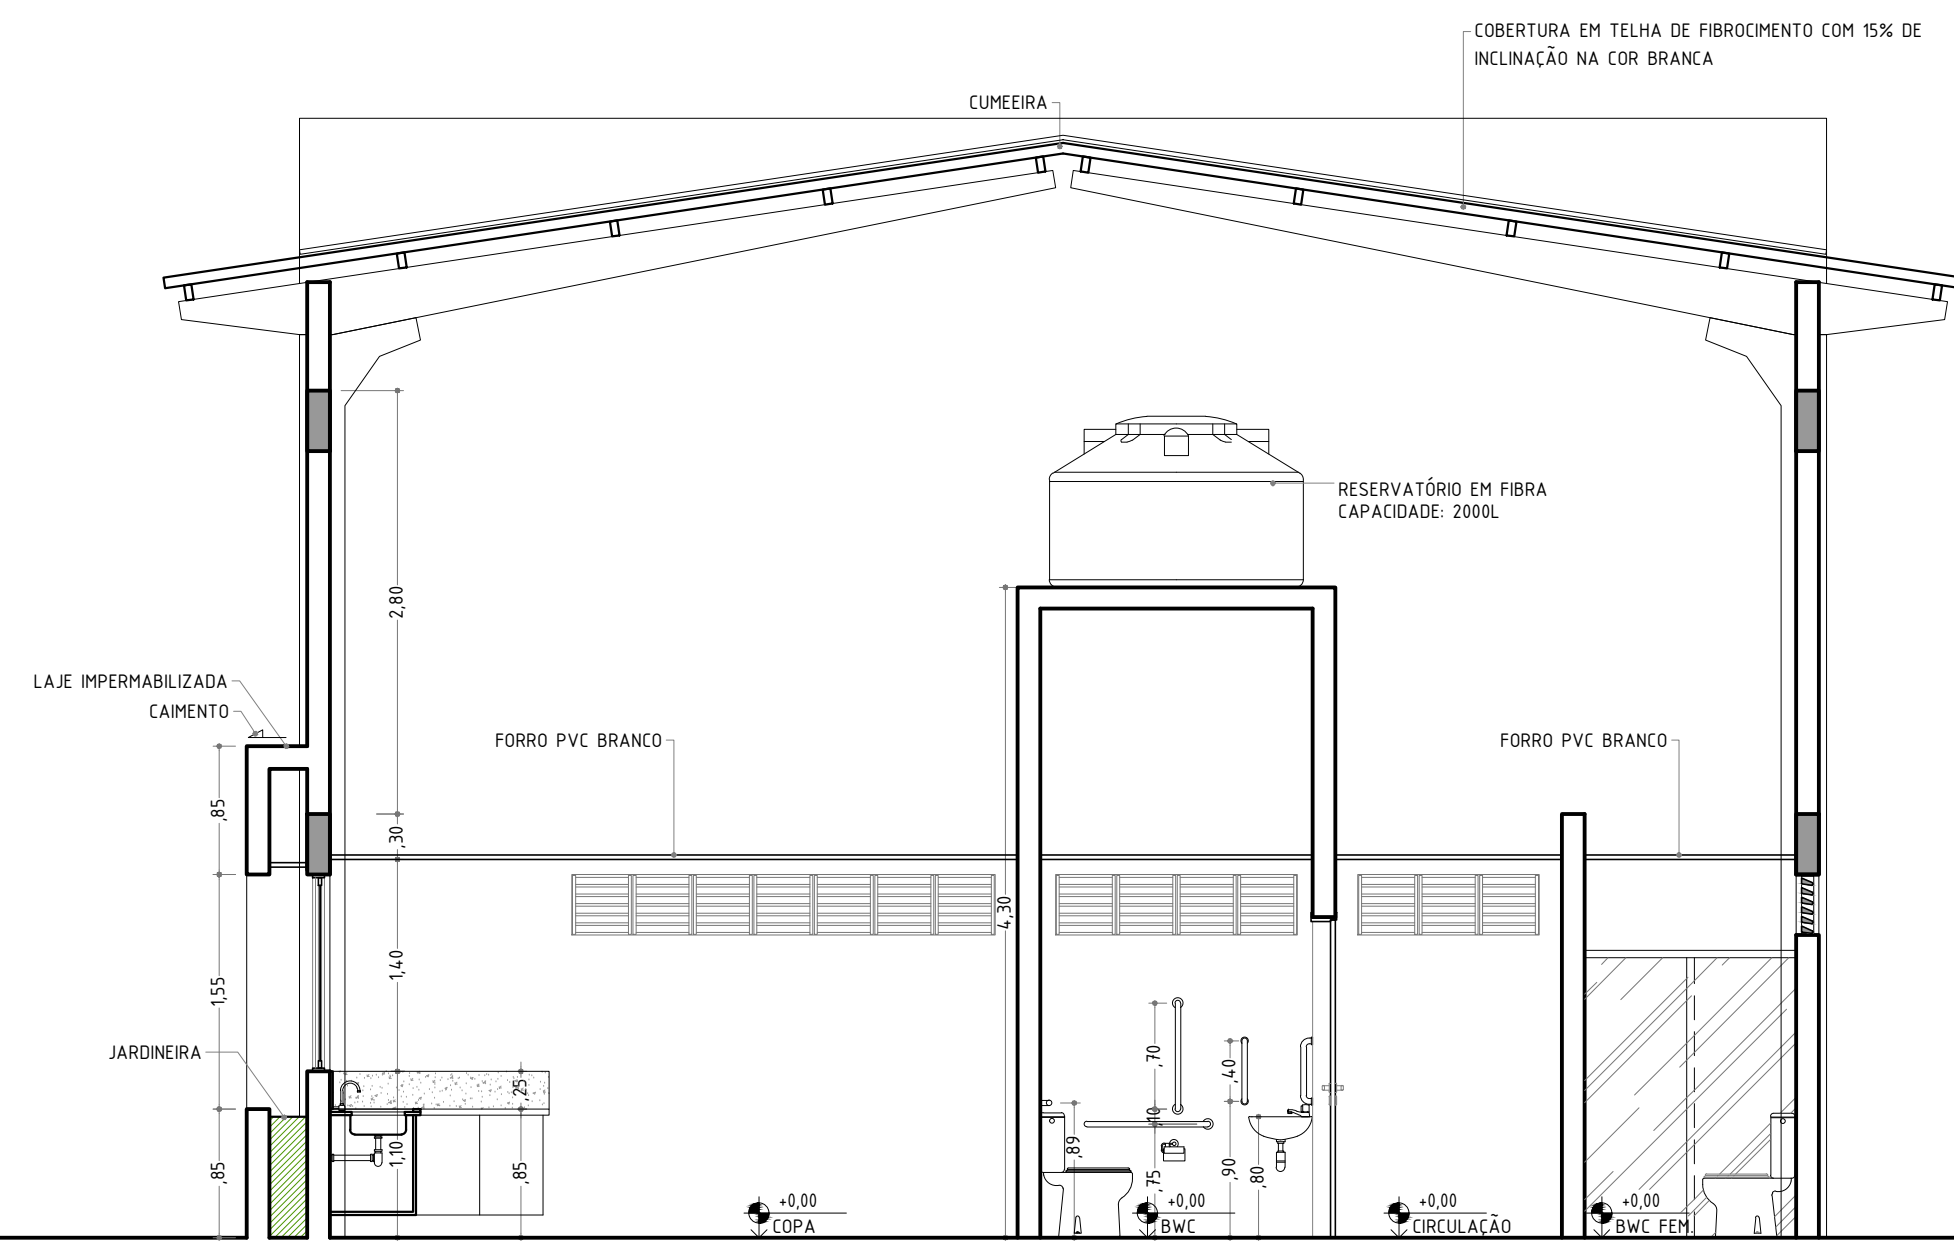 COBERTURA EM TELHA DE FIBROCIMENTO COM 15% DE
INCLINAÇÃO NA COR BRANCA
CUMEEIRA
RESERVATÓRIO EM FIBRA
CAPACIDADE: 2000L
2,80
LAJE IMPERMABILIZADA
CAIMENTO
FORRO PVC BRANCO
FORRO PVC BRANCO
,85
,30
4,30
1,40
1,55
JARDINEIRA
,70
,40
,25
,10
,89
1,10
,85
,85
,75
,90
,80
+0,00
COPA
+0,00
BWC
+0,00
CIRCULAÇÃO
+0,00
BWC FEM.